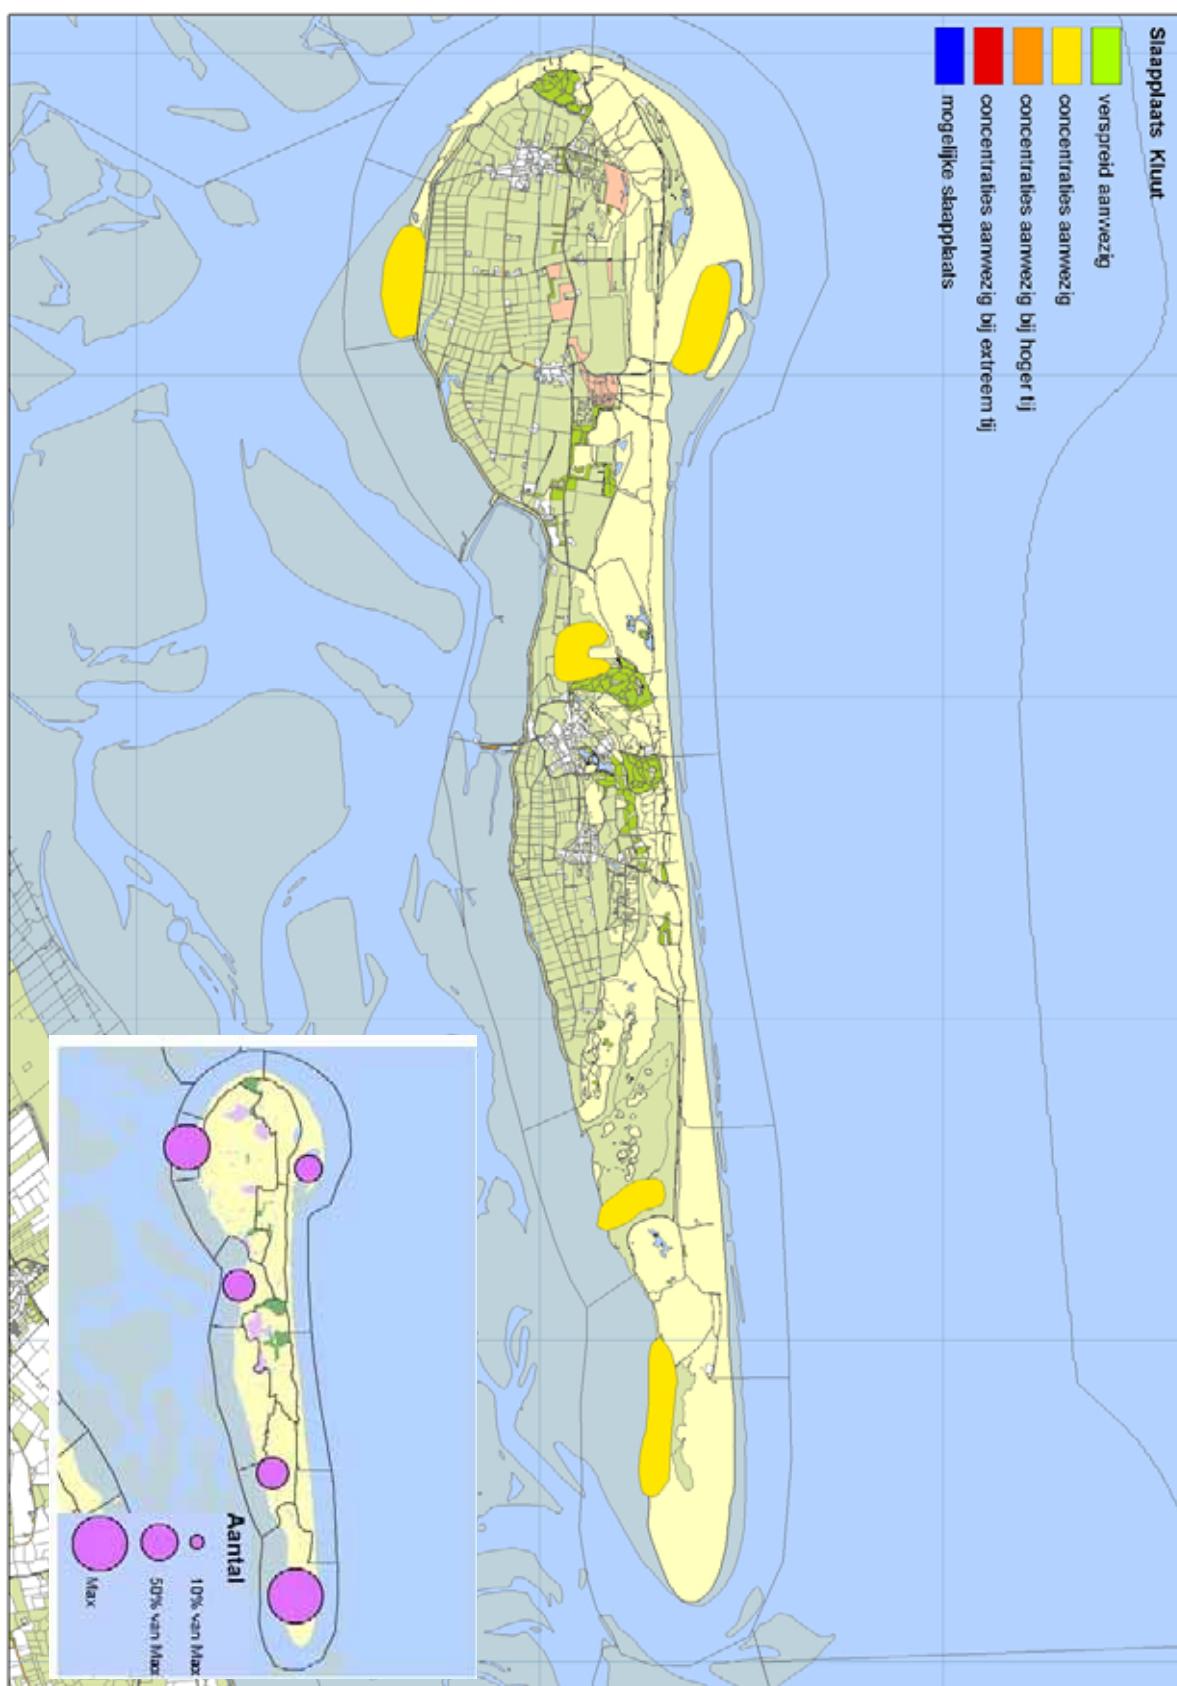 Slaapplaats Kluut
verspreid aanwezig
concentraties aanwezig
concentraties aanwezig bij hoger tij
concentraties aanwezig bij extreem tij
mogelijke slaapplaats
Aantal
10% van Max
50% van Max
Max